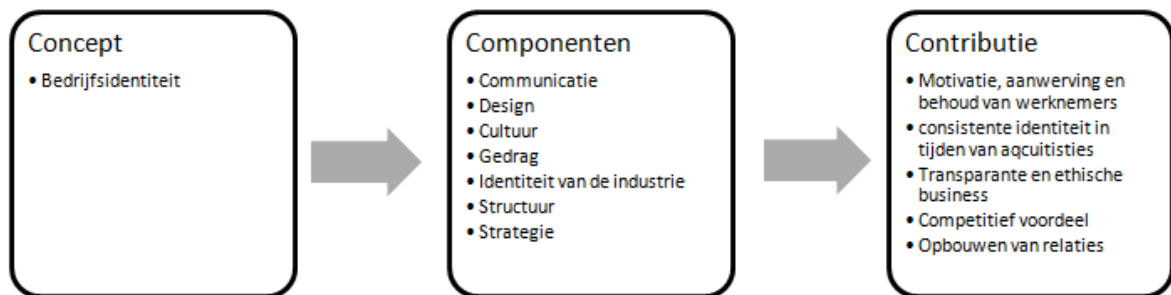 Concept
• Bedrijfsidentiteit
Componenten
• Communicatie
• Design
• Cultuur
• Gedrag
• Identiteit van de industrie
• Structuur
• Strategie
Contributie
• Motivatie, aanwerving en
behoud van werknemers
• consistente identiteit in
tijden van aqcuitisties
• Transparante en ethische
business
• Competitief voordeel
• Opbouwen van relaties